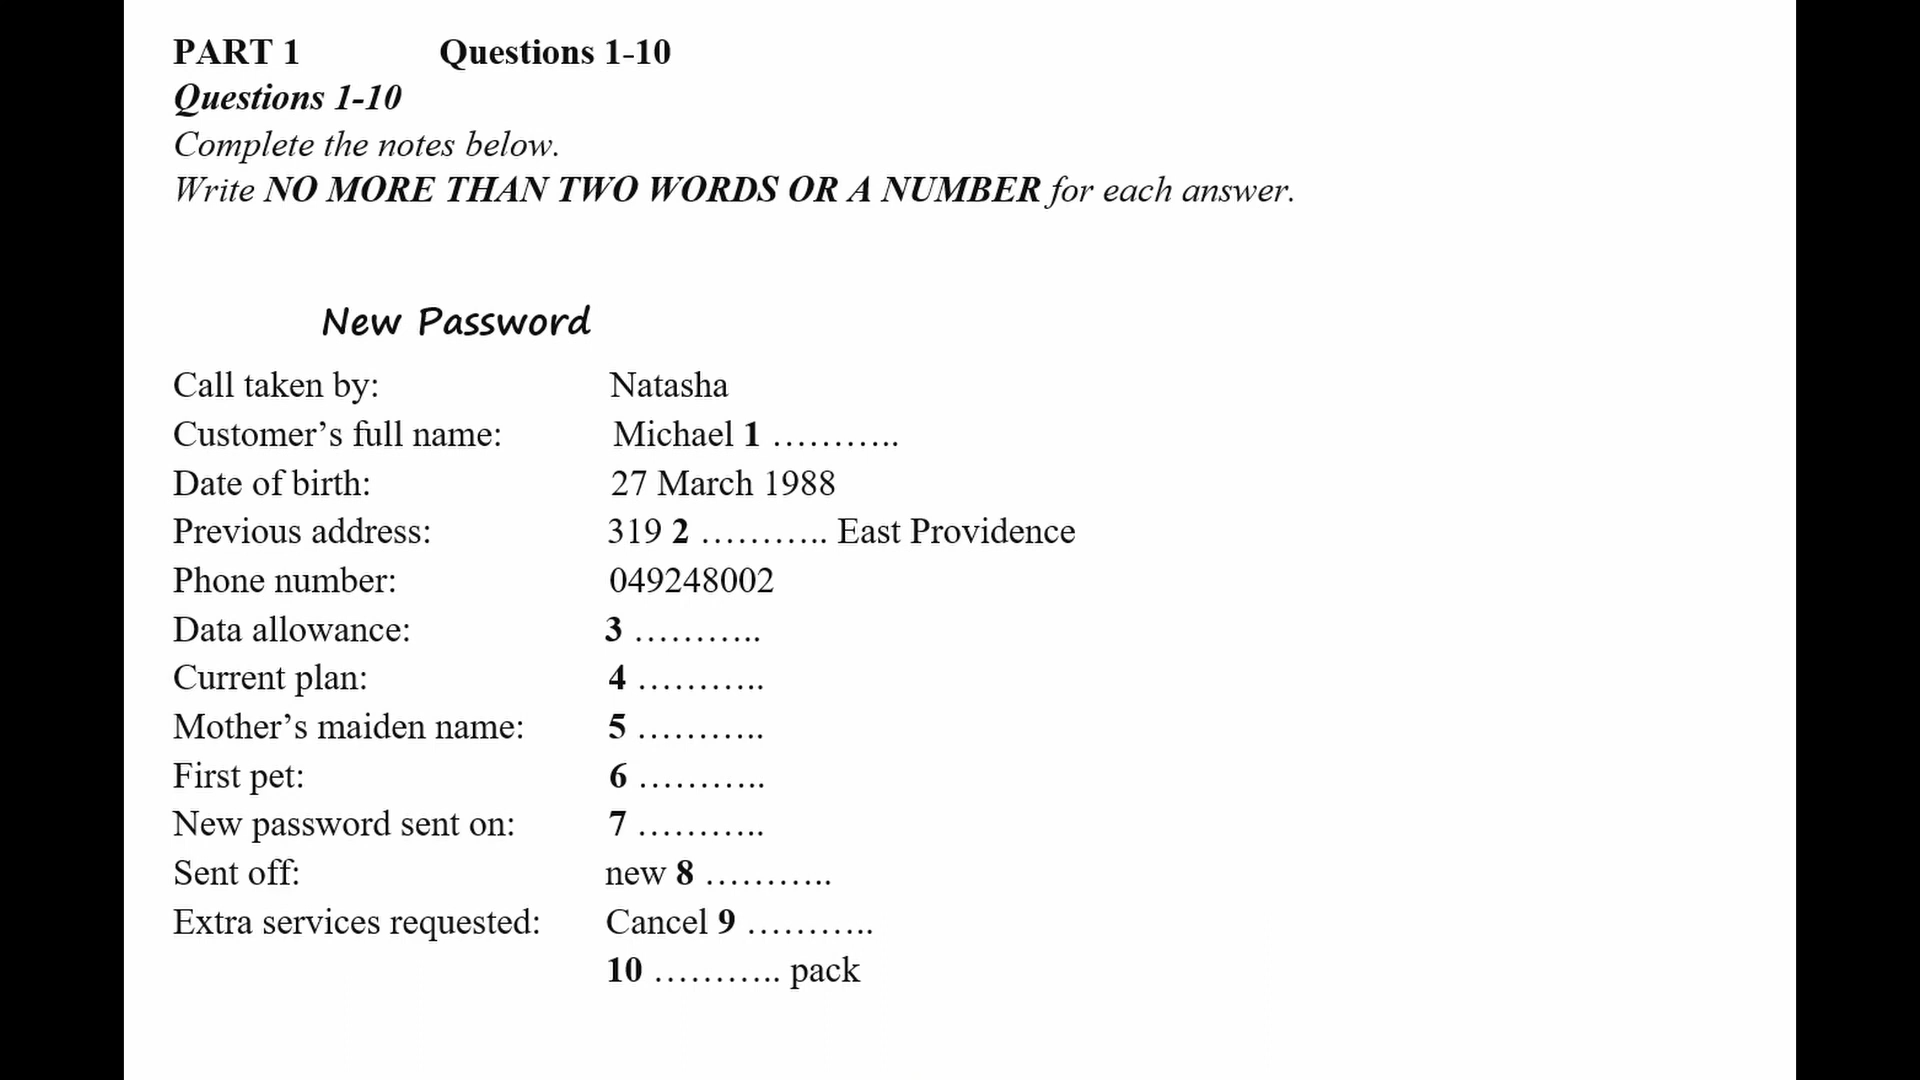 PART 1 Questions 1-10
Questions 1-10
Complete the notes below.
Write NO MORE THAN TWO WORDS OR A NUMBER for each answer.
New Password
Call taken by: Natasha
Customer’s full name: Michael 1 ………..
Date of birth: 27 March 1988
Previous address: 319 2 ……….. East Providence
Phone number: 049248002
Data allowance: 3 ………..
Current plan: 4 ………..
Mother’s maiden name: 5 ………..
First pet: 6 ………..
New password sent on: 7 ………..
Sent off: new 8 ………..
Extra services requested: Cancel 9 ………..
10 ……….. pack